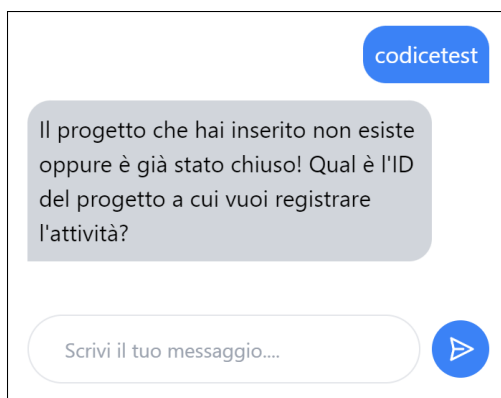 codicetest
Il progetto che hai inserito non esiste
oppure è già stato chiuso! Qual è l'ID
del progetto a cui vuoi registrare
l'attività?
Scrivi il tuo messaggio....